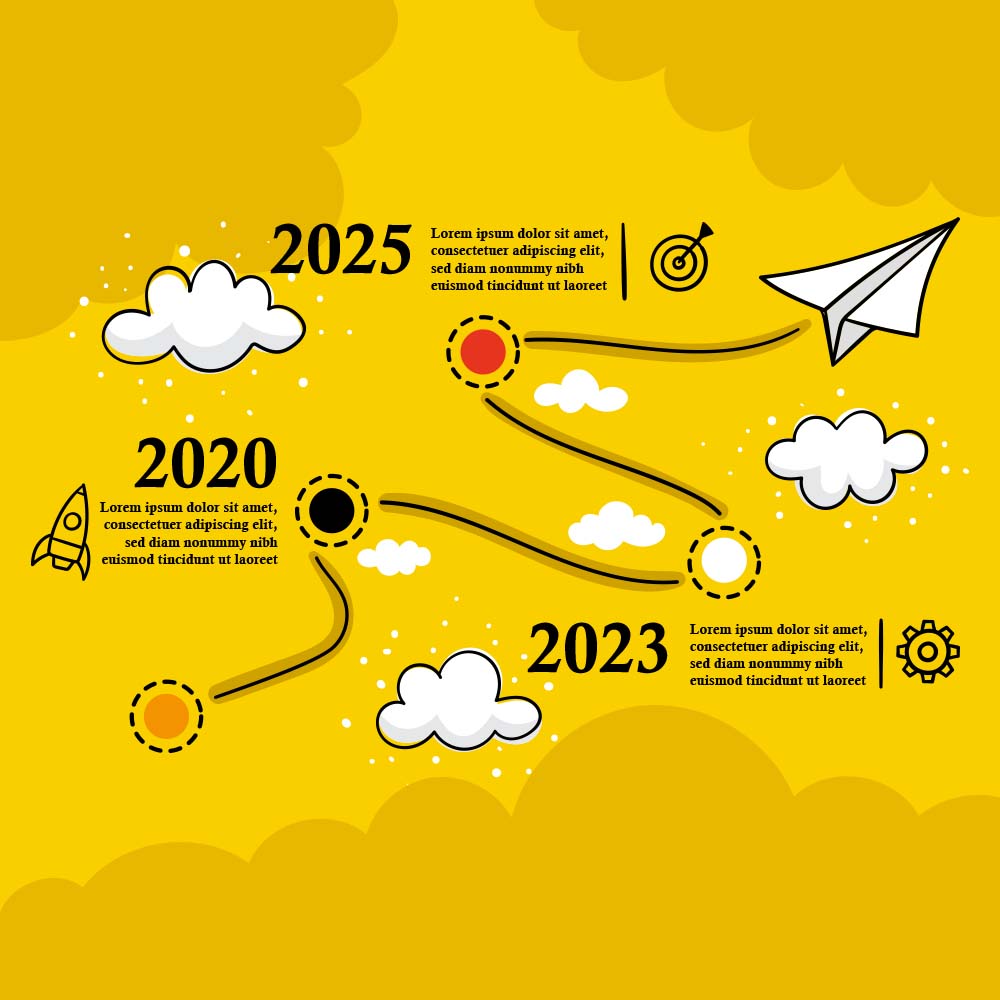 2025
Lorem ipsum dolor sit amet,
consectetuer adipiscing elit,
sed diam nonummy nibh
euismod tincidunt ut laoreet
2020
Lorem ipsum dolor sit amet,
consectetuer adipiscing elit,
sed diam nonummy nibh
euismod tincidunt ut laoreet
2023
Lorem ipsum dolor sit amet,
consectetuer adipiscing elit,
sed diam nonummy nibh
euismod tincidunt ut laoreet